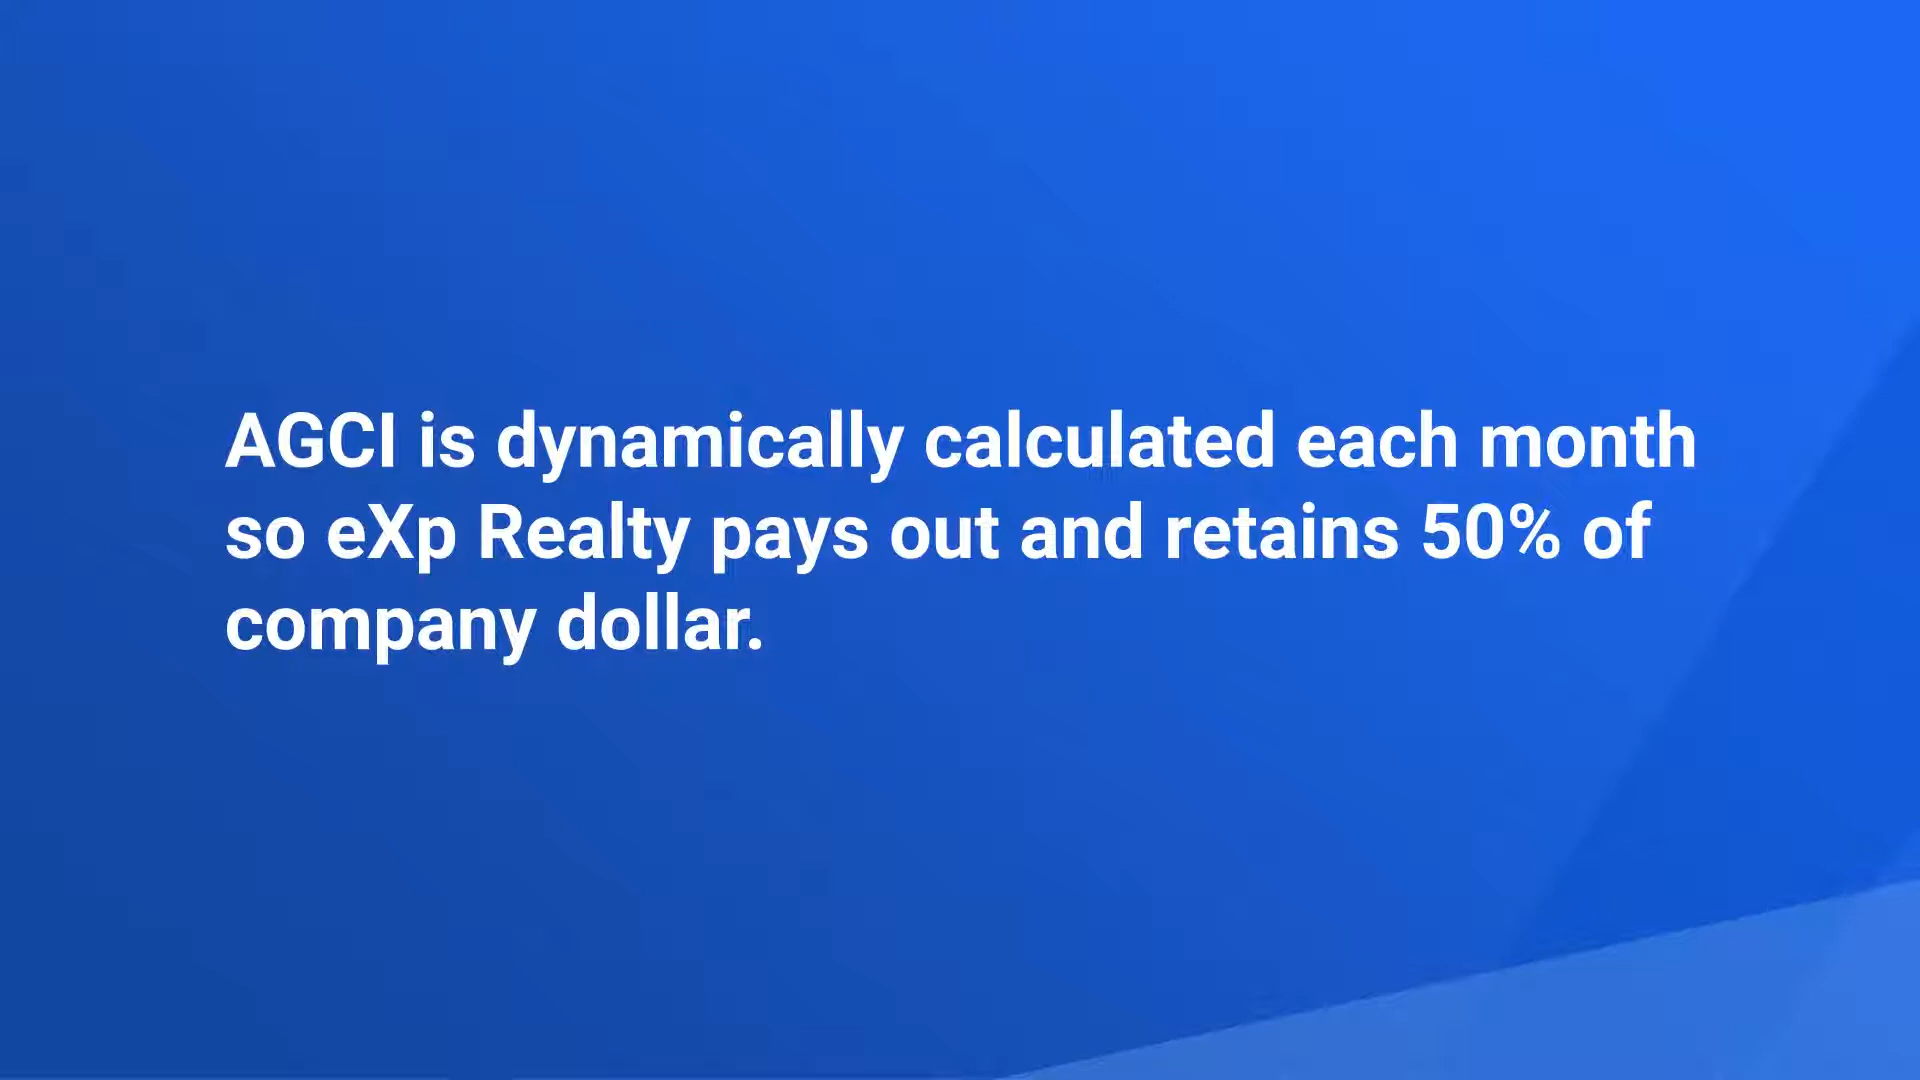 AGCI is dynamically calculated each month
so eXp Realty pays out and retains 50% of
company dollar.